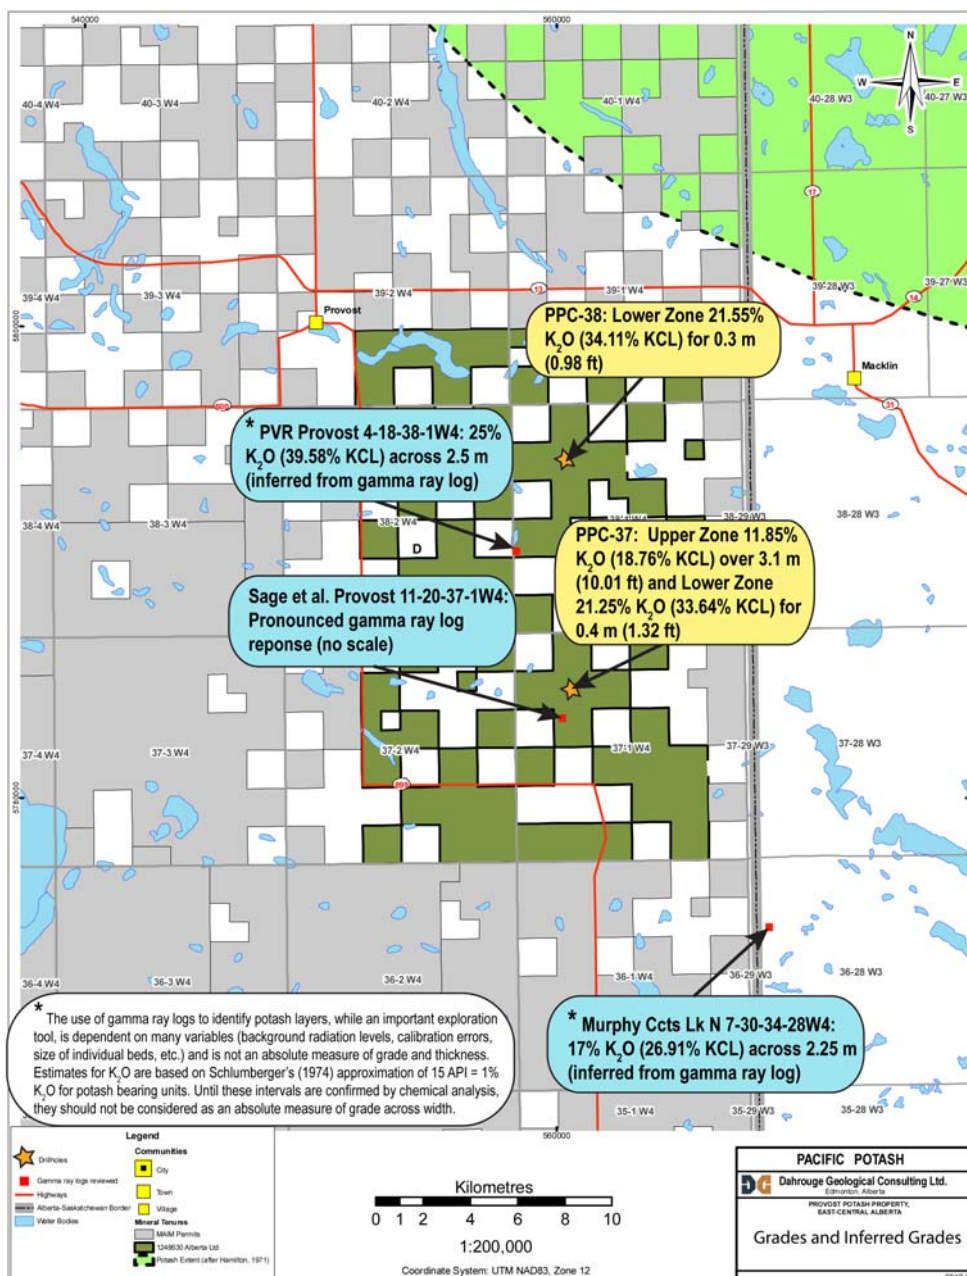 540000
560000
N
W
E
S
40-4 W4
40-3 W4
40-2 W4
40-1 W4
40-28 W3
40-27 W3
17
39-4 W4
39-3 W4
39-2 W4
13
39-1 W4
39-28 W3
39-27 W3
14
5800000
Provost
Macklin
31
PPC-38: Lower Zone 21.55%
K2O (34.11% KCL) for 0.3 m
(0.98 ft)
* PVR Provost 4-18-38-1W4: 25%
K2O (39.58% KCL) across 2.5 m
(inferred from gamma ray log)
38-4 W4
38-3 W4
38-2 W4
38-29 W3
38-28 W3
D
PPC-37: Upper Zone 11.85%
K2O (18.76% KCL) over 3.1 m
(10.01 ft) and Lower Zone
21.25% K2O (33.64% KCL) for
0.4 m (1.32 ft)
Sage et al. Provost 11-20-37-1W4:
Pronounced gamma ray log
reponse (no scale)
37-4 W4
37-3 W4
37-2 W4
37-1 W4
37-29 W3
37-28 W3
5780000
899
36-4 W4
36-3 W4
36-2 W4
36-1 W4
36-29 W3
36-28 W3
* The use of gamma ray logs to identify potash layers, while an important exploration
tool, is dependent on many variables (background radiation levels, calibration errors,
size of individual beds, etc.) and is not an absolute measure of grade and thickness.
Estimates for K2O are based on Schlumberger's (1974) approximation of 15 API = 1%
K2O for potash bearing units. Until these intervals are confirmed by chemical analysis,
they should not be considered as an absolute measure of grade across width.
* Murphy Ccts Lk N 7-30-34-28W4:
17% K2O (26.91% KCL) across 2.25 m
(inferred from gamma ray log)
35-1 W4
35-29 W3
35-28 W3
560000
Legend
Drillholes
Gamma ray logs reviewed
Highways
Alberta-Saskatchewan Border
Water Bodies
Communities
City
Town
Village
Mineral Tenures
MAIM Permits
1248630 Alberta Ltd.
Potash Extent (after Hamilton, 1971)
Kilometres
0 1 2 4 6 8 10
1:200,000
Coordinate System: UTM NAD83, Zone 12
PACIFIC POTASH
DG
Dahrouge Geological Consulting Ltd.
Edmonton, Alberta
PROVOST POTASH PROPERTY,
EAST-CENTRAL ALBERTA
Grades and Inferred Grades